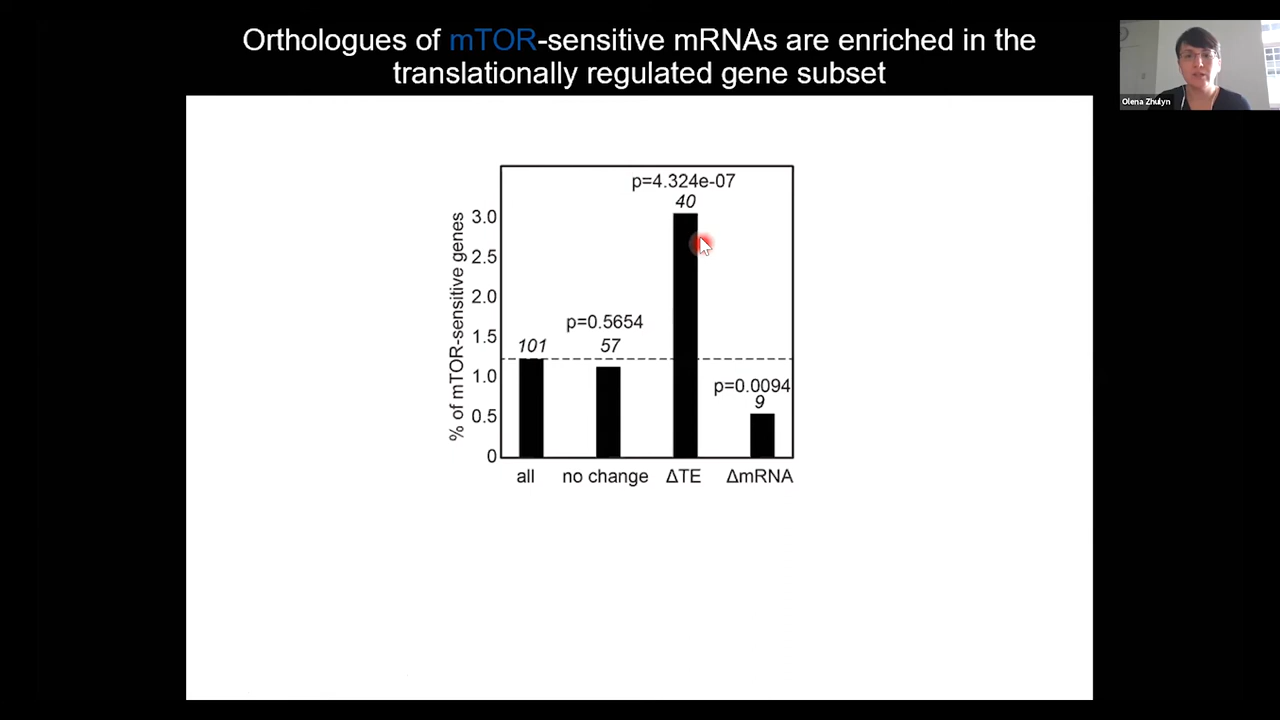 Orthologues of mTOR-sensitive mRNAs are enriched in the
translationally regulated gene subset
Olena Zhulyn
p=4.324e-07
40
3.0
2.5
2.0
1.5
1.0
0.5
0
% of mTOR-sensitive genes
p=0.5654
101
57
p=0.0094
9
all no change ΔTE ΔmRNA